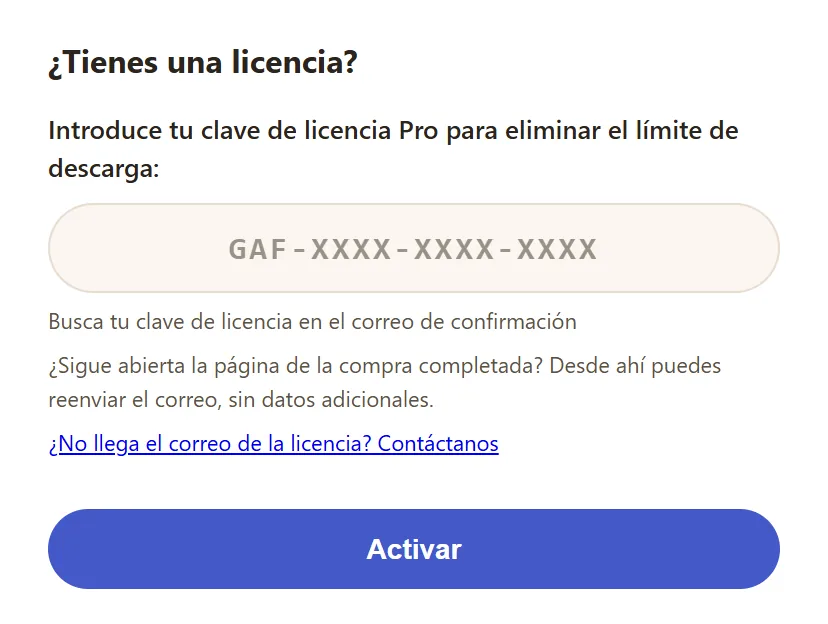 ¿Tienes una licencia?
Introduce tu clave de licencia Pro para eliminar el límite de
descarga:
GAF-XXXX-XXXX-XXXX
Busca tu clave de licencia en el correo de confirmación
¿Sigue abierta la página de la compra completada? Desde ahí puedes
reenviar el correo, sin datos adicionales.
¿No llega el correo de la licencia? Contáctanos
Activar